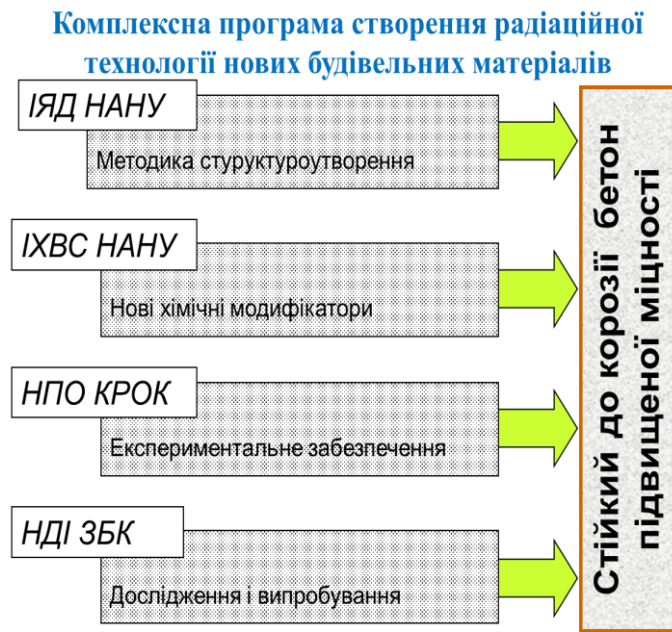 Комплексна програма створення радіаційної
технології нових будівельних матеріалів
ІЯД НАНУ
Методика стуруктуроутворення
ІХВС НАНУ
Нові хімічні модифікатори
НПО КРОК
Експериментальне забезпечення
НДІ ЗБК
Дослідження і випробування
Стійкий до корозії бетон
підвищеної міцності